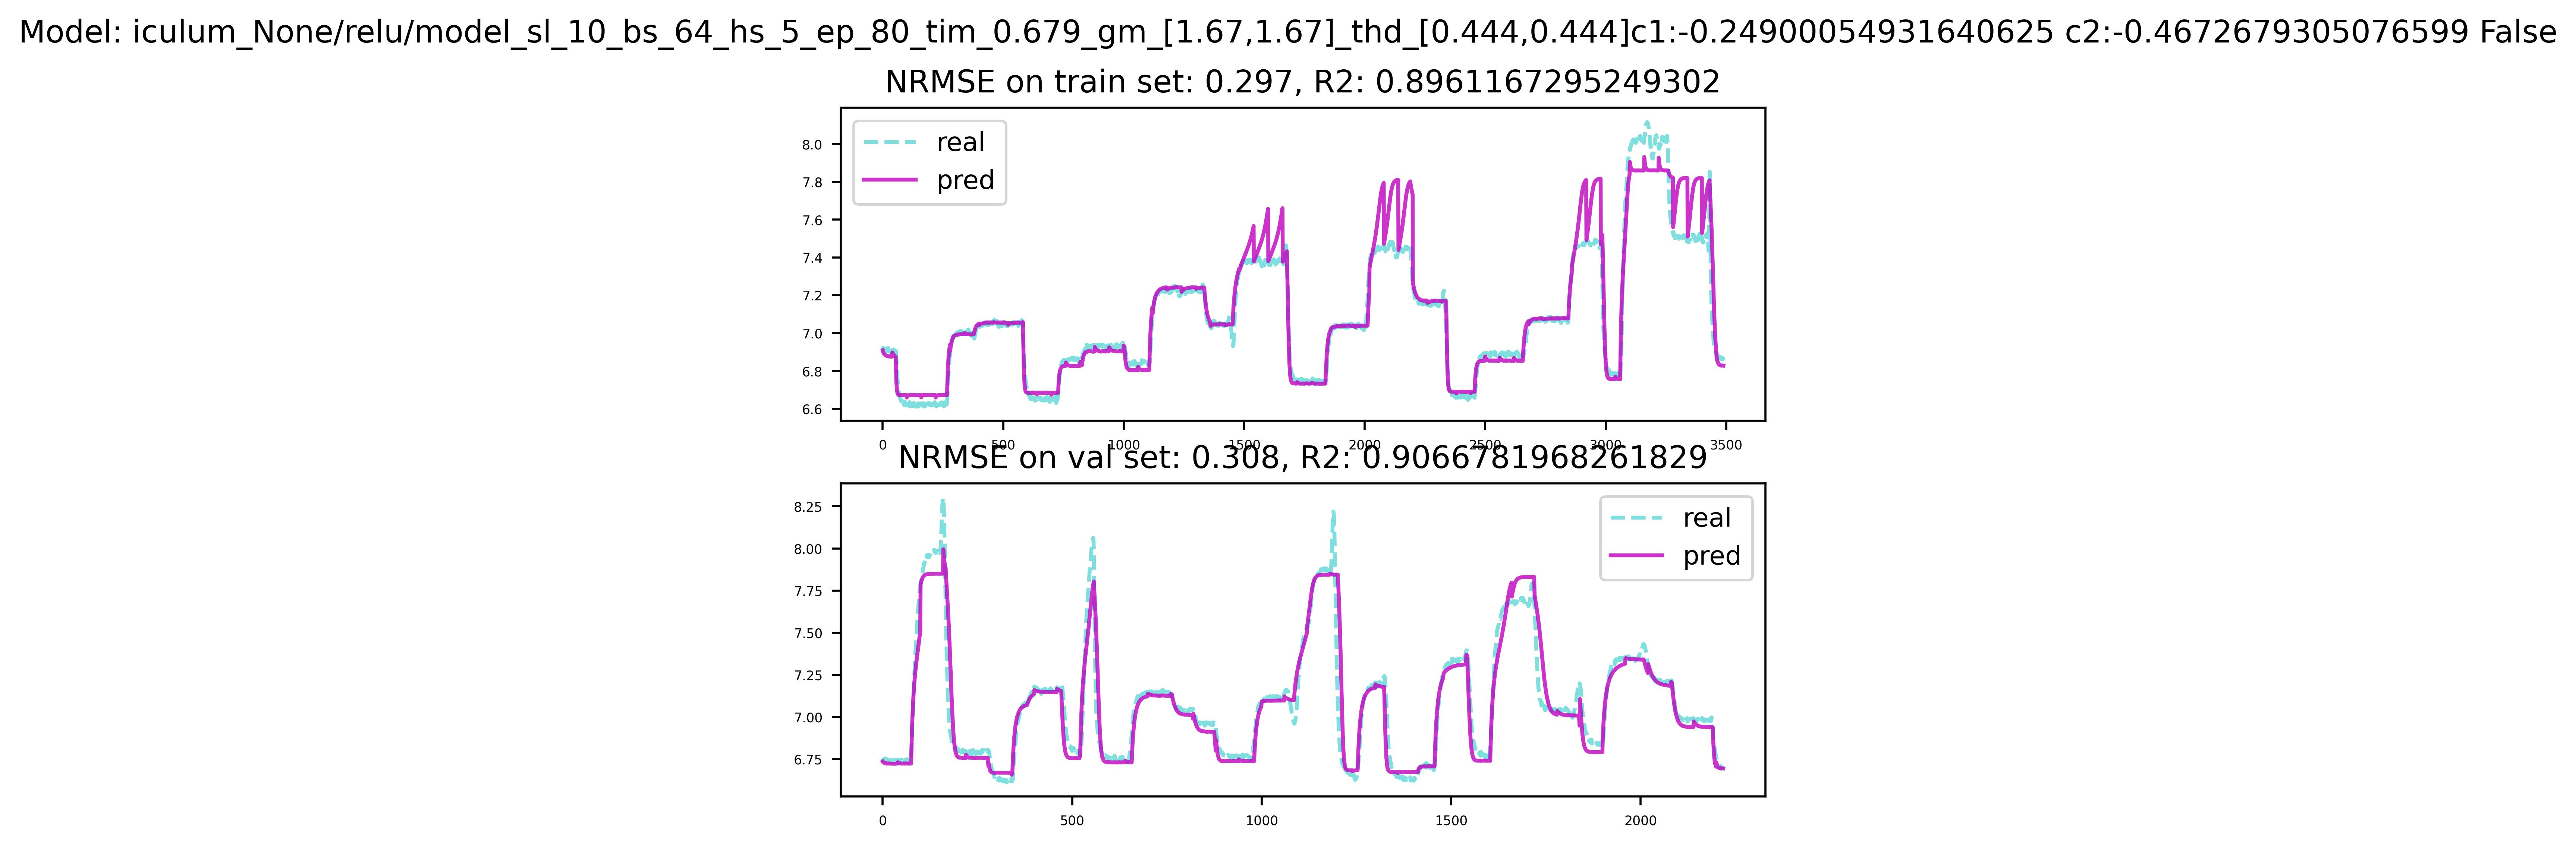 Model: iculum_None/relu/model_sl_10_bs_64_hs_5_ep_80_tim_0.679_gm_[1.67,1.67]_thd_[0.444,0.444]c1:-0.24900054931640625 c2:-0.4672679305076599 False
NRMSE on train set: 0.297, R2: 0.8961167295249302
real
pred
8.0
7.8
7.6
7.4
7.2
7.0
6.8
6.6
0 500 1000 1500 2000 2500 3000 3500
NRMSE on val set: 0.308, R2: 0.9066781968261829
real
pred
8.25
8.00
7.75
7.50
7.25
7.00
6.75
0 500 1000 1500 2000